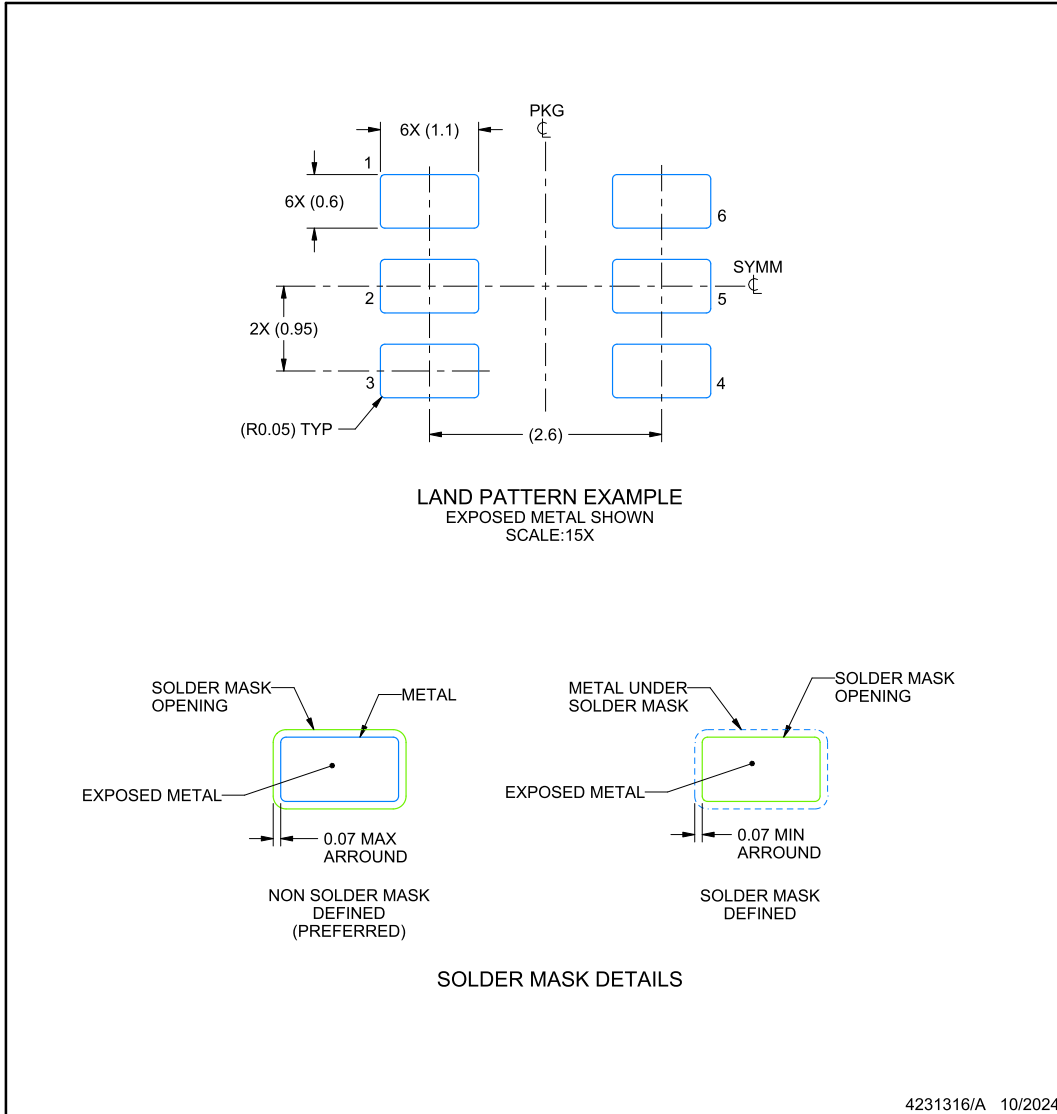 PKG
℄
6X (1.1)
1
6X (0.6)
6
SYMM
℄
2
5
2X (0.95)
3
4
(R0.05) TYP
(2.6)
LAND PATTERN EXAMPLE
EXPOSED METAL SHOWN
SCALE:15X
SOLDER MASK
OPENING
METAL
EXPOSED METAL
0.07 MAX
ARROUND
NON SOLDER MASK
DEFINED
(PREFERRED)
METAL UNDER
SOLDER MASK
SOLDER MASK
OPENING
EXPOSED METAL
0.07 MIN
ARROUND
SOLDER MASK
DEFINED
SOLDER MASK DETAILS
4231316/A 10/2024